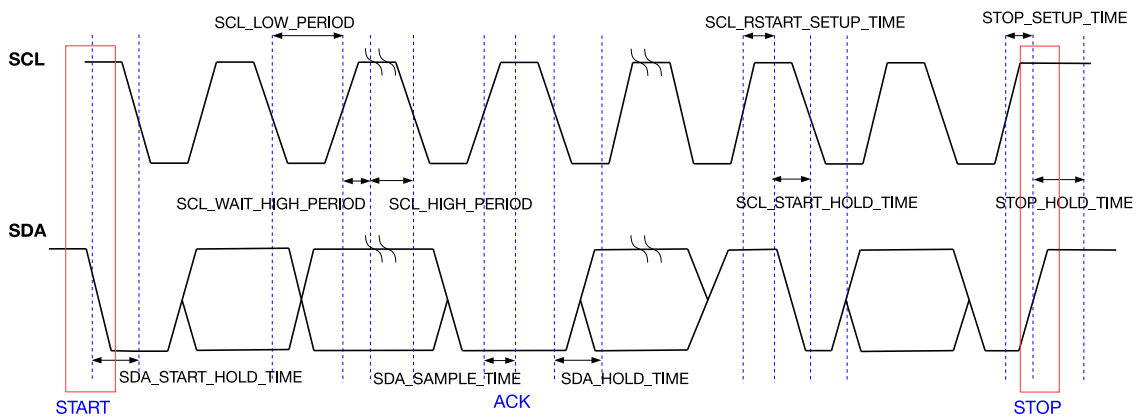 SCL_LOW_PERIOD
SCL_RSTART_SETUP_TIME
STOP_SETUP_TIME
SCL
SCL_WAIT_HIGH_PERIOD
SCL_HIGH_PERIOD
SCL_START_HOLD_TIME
STOP_HOLD_TIME
SDA
SDA_START_HOLD_TIME
SDA_SAMPLE_TIME
SDA_HOLD_TIME
START
ACK
STOP